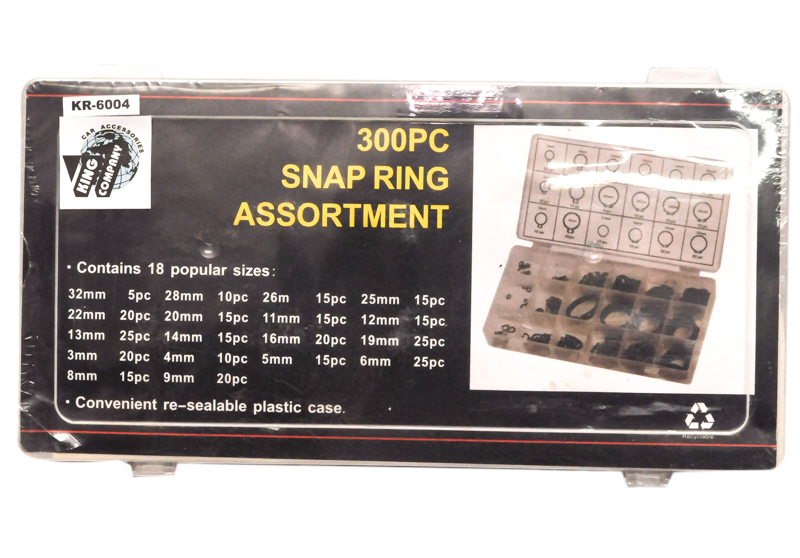 KR-6004
CAR ACCESSORIES
KING
COMPANY
300PC
SNAP RING
ASSORTMENT
• Contains 18 popular sizes:
32mm 5pc 28mm 10pc 26m 15pc 25mm 15pc
22mm 20pc 20mm 15pc 11mm 15pc 12mm 15pc
13mm 25pc 14mm 15pc 16mm 20pc 19mm 25pc
3mm 20pc 4mm 10pc 5mm 15pc 6mm 25pc
8mm 15pc 9mm 20pc
• Convenient re-sealable plastic case.
Recyclable